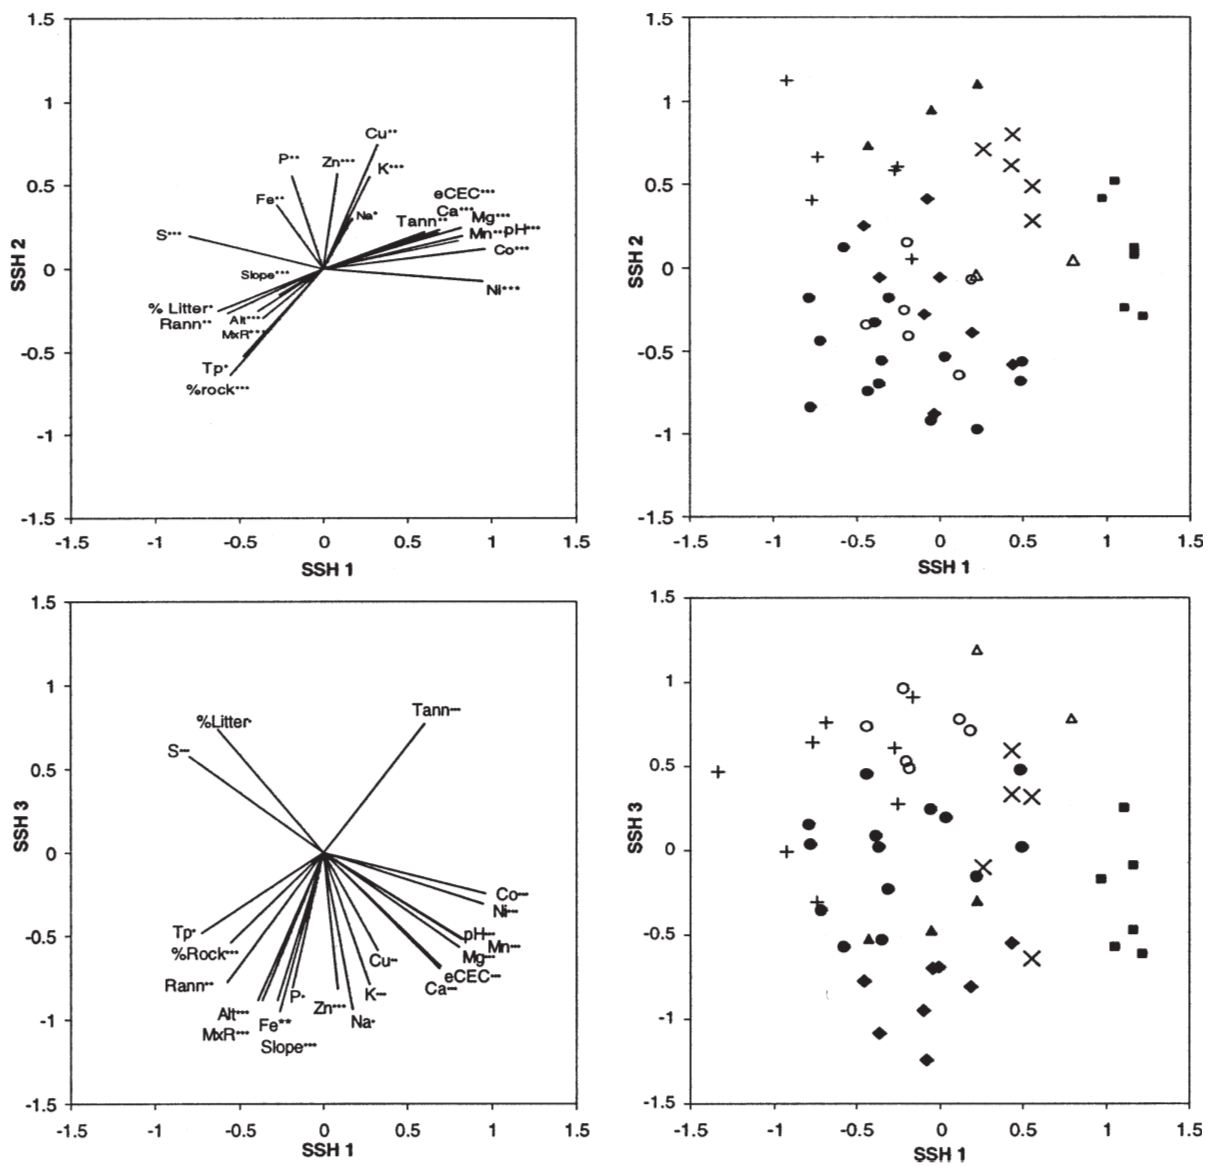 1.5
1
0.5
0
-0.5
-1
-1.5
SSH 2
Cu**
P**
Zn***
K***
Fe**
Na*
eCEC***
Ca***
Tann**
Mg***
Mn***
pH***
Co***
Ni***
S***
Slope***
% Litter*
Rann**
Alt***
MxR***
Tp*
%rock***
-1.5 -1 -0.5 0 0.5 1 1.5
SSH 1
1.5
1
0.5
0
-0.5
-1
-1.5
SSH 2
-1.5 -1 -0.5 0 0.5 1 1.5
SSH 1
1.5
1
0.5
0
-0.5
-1
-1.5
SSH 3
%Litter*
S***
Tann***
Co***
Ni***
pH***
Mn***
Mg***
eCEC***
Ca***
Cu**
K***
Na*
Zn***
P*
Tp*
%Rock***
Rann**
Alt***
MxR***
Fe**
Slope***
-1.5 -1 -0.5 0 0.5 1 1.5
SSH 1
1.5
1
0.5
0
-0.5
-1
-1.5
SSH 3
-1.5 -1 -0.5 0 0.5 1 1.5
SSH 1